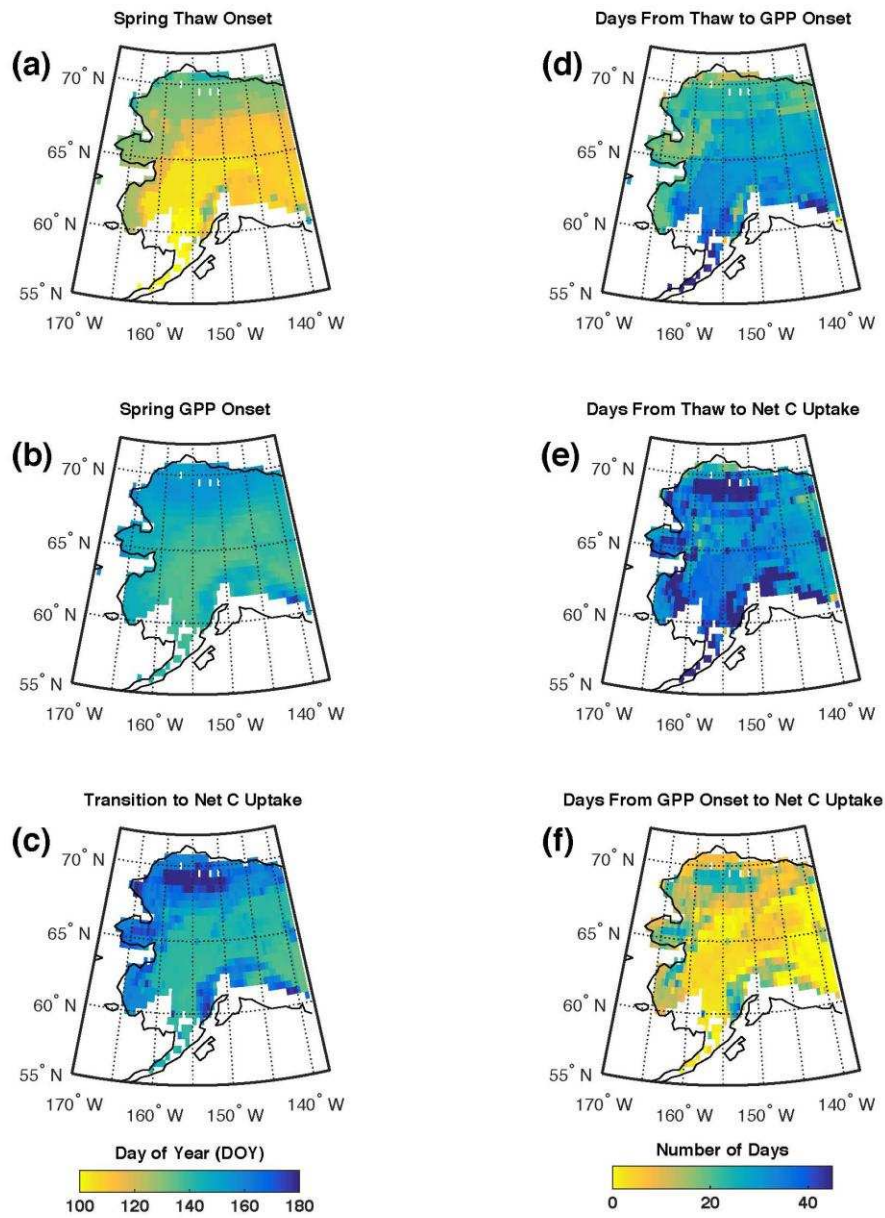 Spring Thaw Onset
(a)
70° N
65° N
60° N
55° N
170° W
160° W
150° W
140° W
Days From Thaw to GPP Onset
(d)
70° N
65° N
60° N
55° N
170° W
160° W
150° W
140° W
Spring GPP Onset
(b)
70° N
65° N
60° N
55° N
170° W
160° W
150° W
140° W
Days From Thaw to Net C Uptake
(e)
70° N
65° N
60° N
55° N
170° W
160° W
150° W
140° W
Transition to Net C Uptake
(c)
70° N
65° N
60° N
55° N
170° W
160° W
150° W
140° W
Days From GPP Onset to Net C Uptake
(f)
70° N
65° N
60° N
55° N
170° W
160° W
150° W
140° W
Day of Year (DOY)
100 120 140 160 180
Number of Days
0 20 40